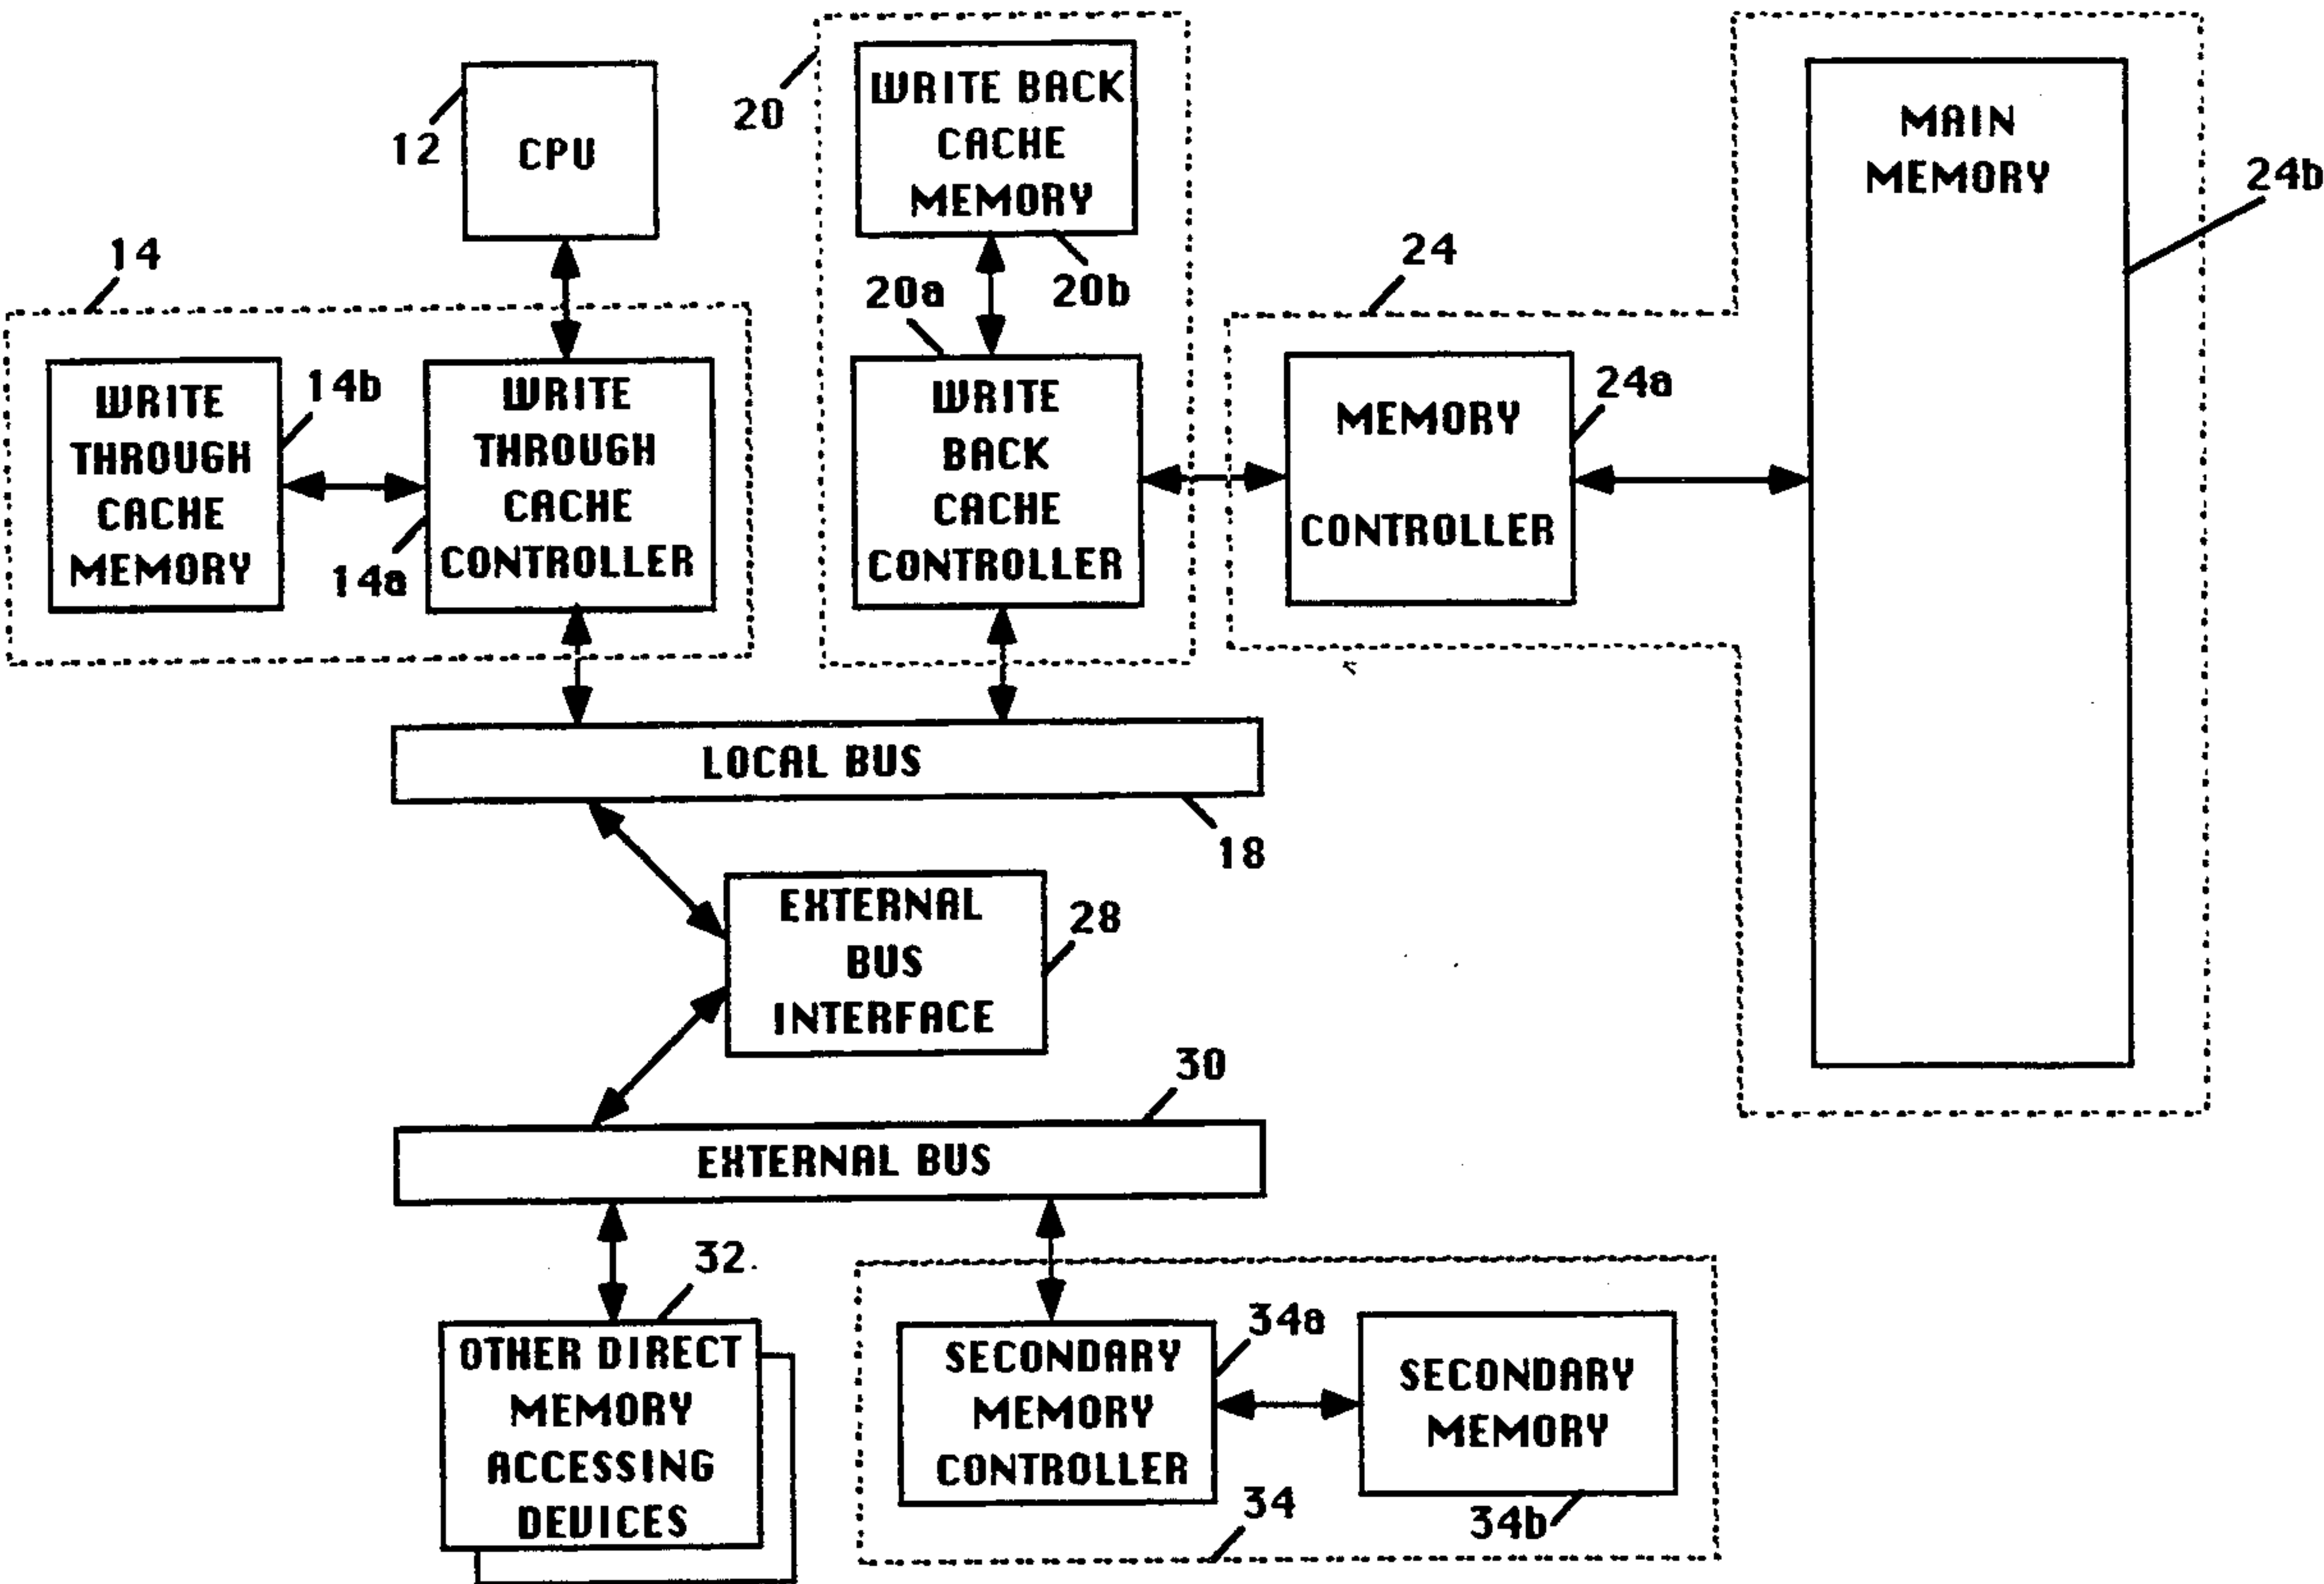 CPU
12
20
WRITE BACK
CACHE
MEMORY
20b
20a
MAIN
MEMORY
24b
14
WRITE
THROUGH
CACHE
MEMORY
14b
14a
WRITE
THROUGH
CACHE
CONTROLLER
WRITE
BACK
CACHE
CONTROLLER
24
MEMORY
CONTROLLER
24a
LOCAL BUS
18
EXTERNAL
BUS
INTERFACE
28
30
EXTERNAL BUS
32
OTHER DIRECT
MEMORY
ACCESSING
DEVICES
SECONDARY
MEMORY
CONTROLLER
34a
SECONDARY
MEMORY
34b
34